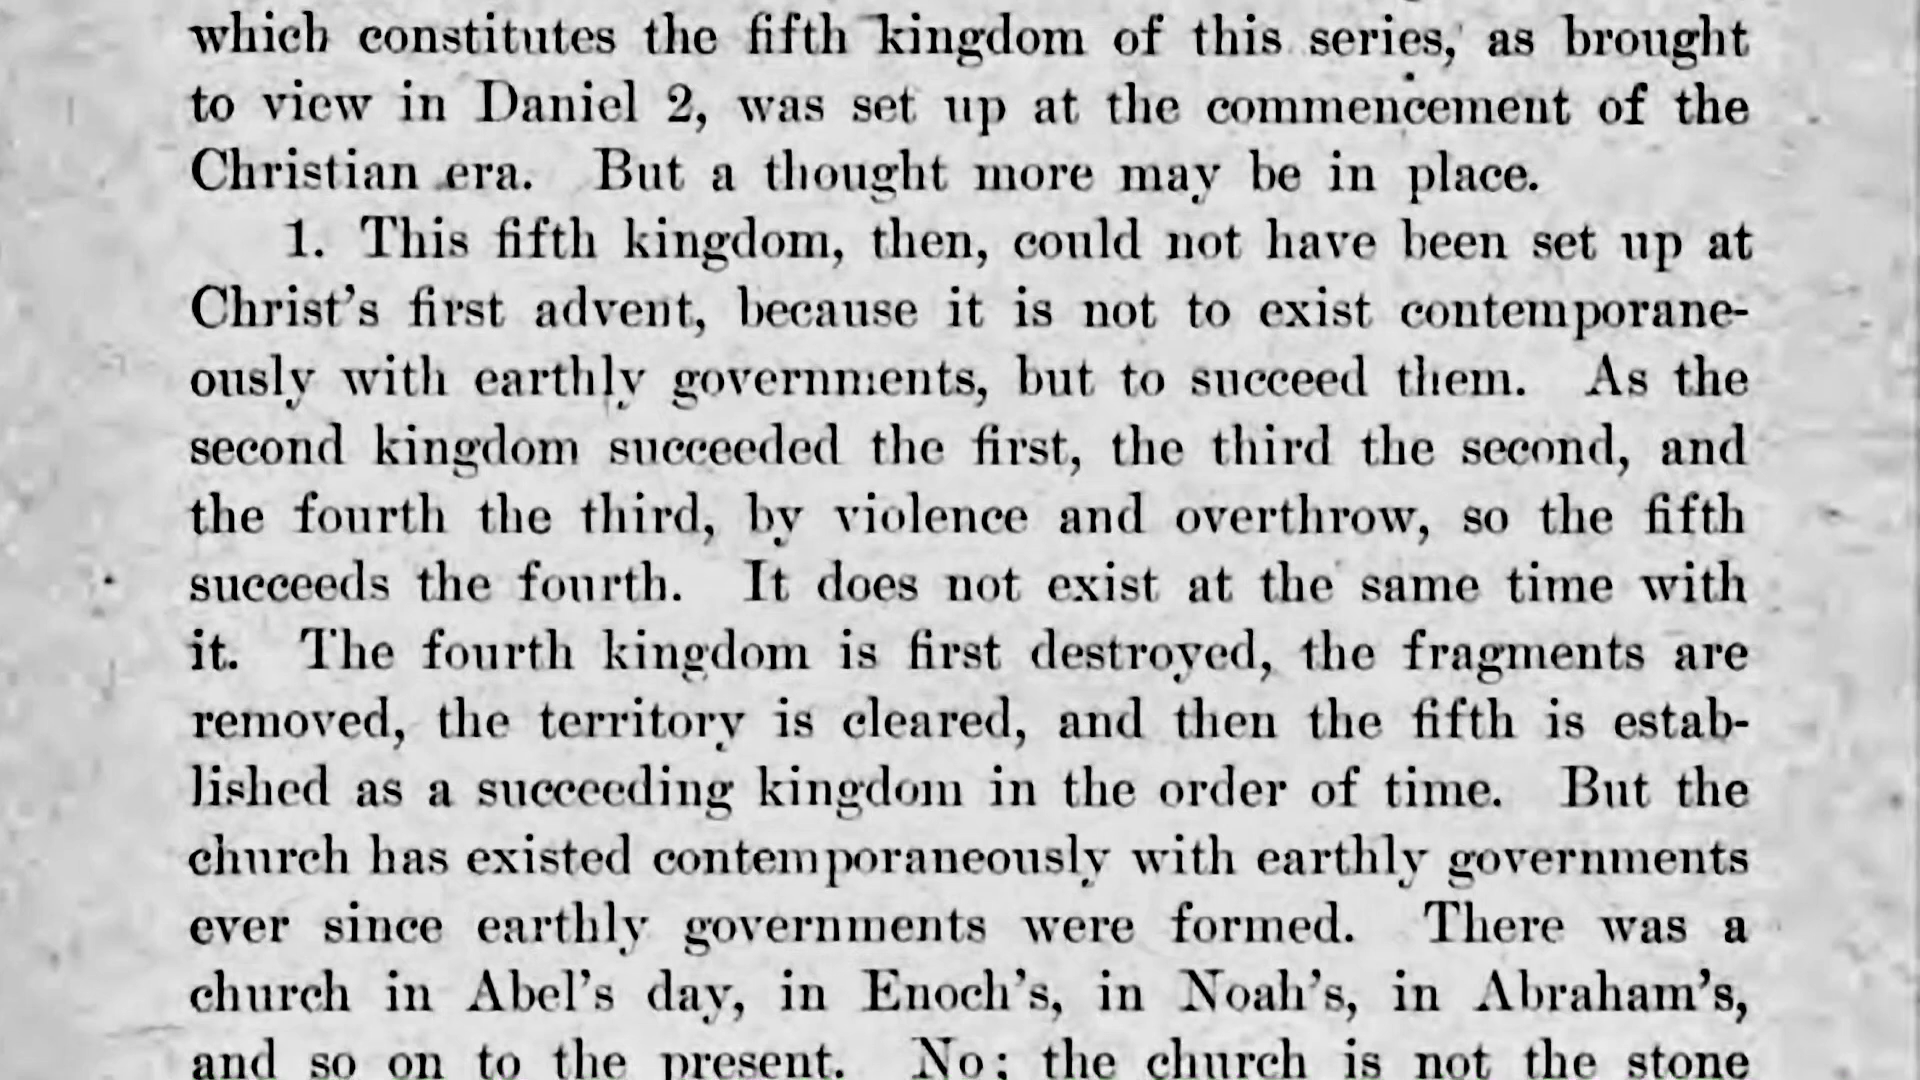 which constitutes the fifth kingdom of this series, as brought
to view in Daniel 2, was set up at the commencement of the
Christian era. But a thought more may be in place.
1. This fifth kingdom, then, could not have been set up at
Christ's first advent, because it is not to exist contemporane-
ously with earthly governments, but to succeed them. As the
second kingdom succeeded the first, the third the second, and
the fourth the third, by violence and overthrow, so the fifth
succeeds the fourth. It does not exist at the same time with
it. The fourth kingdom is first destroyed, the fragments are
removed, the territory is cleared, and then the fifth is estab-
lished as a succeeding kingdom in the order of time. But the
church has existed contemporaneously with earthly governments
ever since earthly governments were formed. There was a
church in Abel's day, in Enoch's, in Noah's, in Abraham's,
and so on to the present. No; the church is not the stone